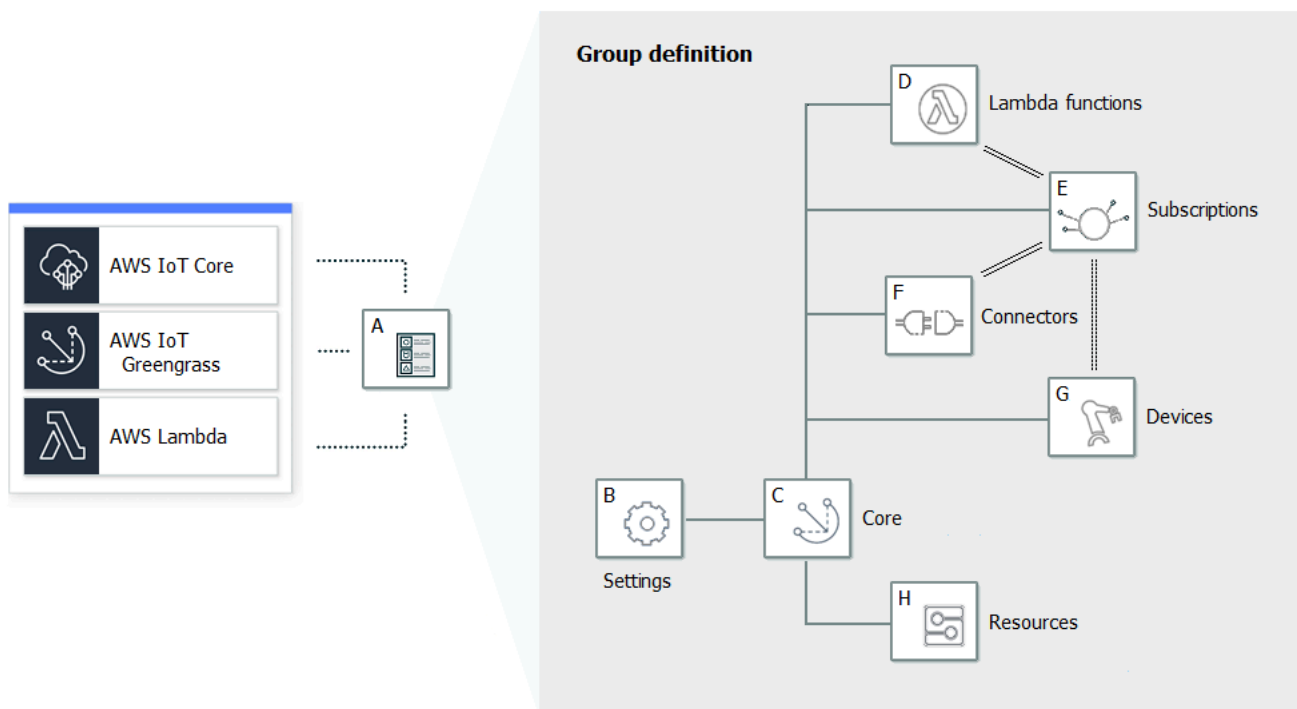 Group definition
D
Lambda functions
E
Subscriptions
AWS IoT Core
F
Connectors
A
AWS IoT
Greengrass
G
Devices
AWS Lambda
B
C
Core
Settings
H
Resources